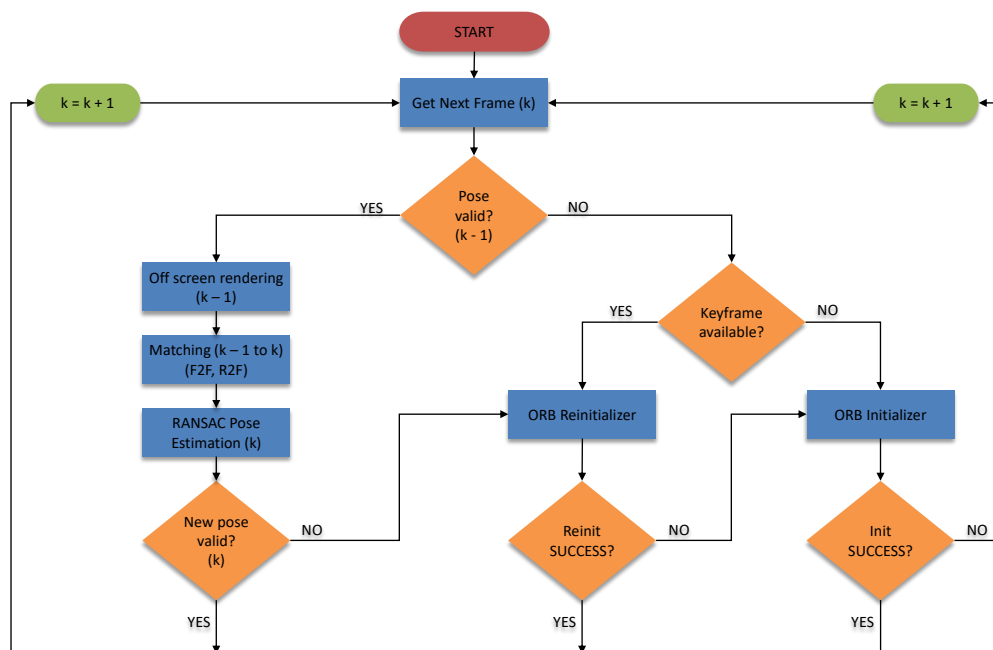 START
k = k + 1
Get Next Frame (k)
k = k + 1
Pose
valid?
(k - 1)
YES
NO
Off screen rendering
(k – 1)
Keyframe
available?
YES
NO
Matching (k – 1 to k)
(F2F, R2F)
RANSAC Pose
Estimation (k)
ORB Reinitializer
ORB Initializer
New pose
valid?
(k)
NO
Reinit
SUCCESS?
NO
Init
SUCCESS?
NO
YES
YES
YES